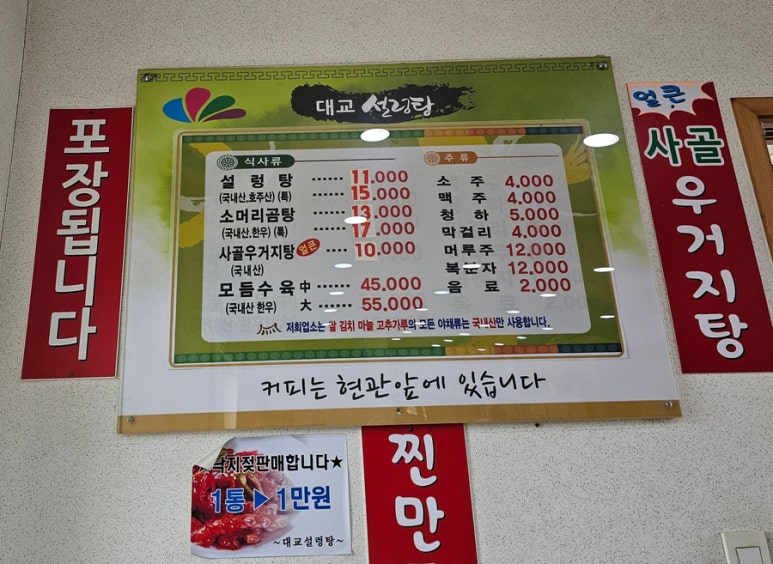 포장됩니다
대교 설렁탕
식사류
설렁탕 ...... 11.000
(국내산,호주산) (특) ...... 15.000
소머리곰탕 ...... 13.000
(국내산,한우) (특) ...... 17.000
사골우거지탕 얼큰 ...... 10.000
(국내산)
모듬수육 中 ...... 45.000
(국내산 한우) 大 ...... 55.000
주류
소주 4.000
맥주 4.000
청하 5.000
막걸리 4.000
머루주 12.000
복분자 12.000
음료 2.000
저희업소는 쌀 김치 마늘 고추가루의 모든 야채류는 국내산만 사용합니다.
커피는 현관앞에 있습니다
얼큰
사골
우거지탕
낙지젓판매합니다★
1통▶1만원
~대교설렁탕~
찐만